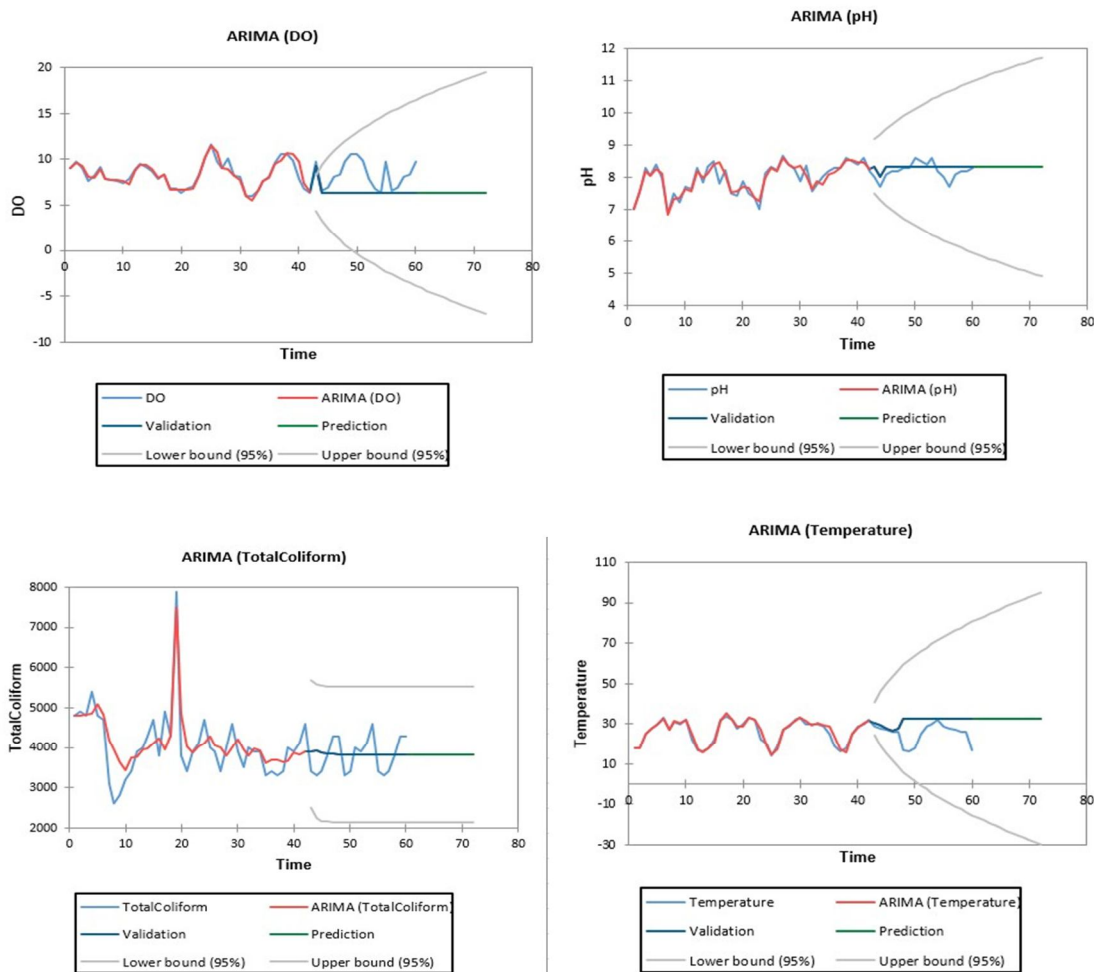 ARIMA (DO)
20
15
10
5
0
-5
-10
0 10 20 30 40 50 60 70 80
DO
Time
DO ARIMA (DO)
Validation Prediction
Lower bound (95%) Upper bound (95%)
ARIMA (pH)
12
11
10
9
8
7
6
5
4
0 10 20 30 40 50 60 70 80
pH
Time
pH ARIMA (pH)
Validation Prediction
Lower bound (95%) Upper bound (95%)
ARIMA (TotalColiform)
8000
7000
6000
5000
4000
3000
2000
0 10 20 30 40 50 60 70 80
TotalColiform
Time
TotalColiform ARIMA (TotalColiform)
Validation Prediction
Lower bound (95%) Upper bound (95%)
ARIMA (Temperature)
110
90
70
50
30
10
-10
-30
0 10 20 30 40 50 60 70 80
Temperature
Time
Temperature ARIMA (Temperature)
Validation Prediction
Lower bound (95%) Upper bound (95%)